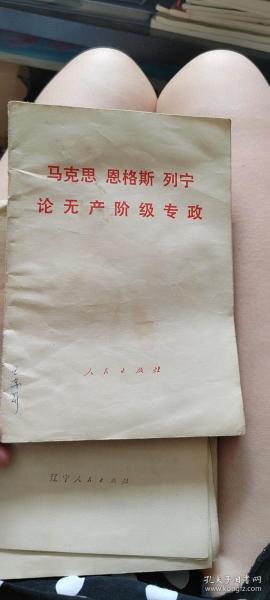 马克思 恩格斯 列宁
论无产阶级专政
人民出版社
辽宁人民出版社
孔夫子旧书网